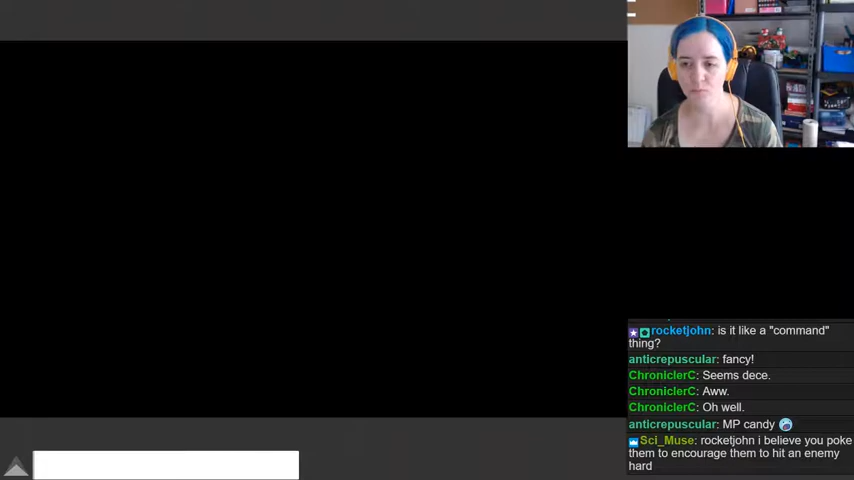 rocketjohn: is it like a "command"
thing?
anticrepuscular: fancy!
ChroniclerC: Seems dece.
ChroniclerC: Aww.
ChroniclerC: Oh well.
anticrepuscular: MP candy
Sci_Muse: rocketjohn i believe you poke
them to encourage them to hit an enemy
hard